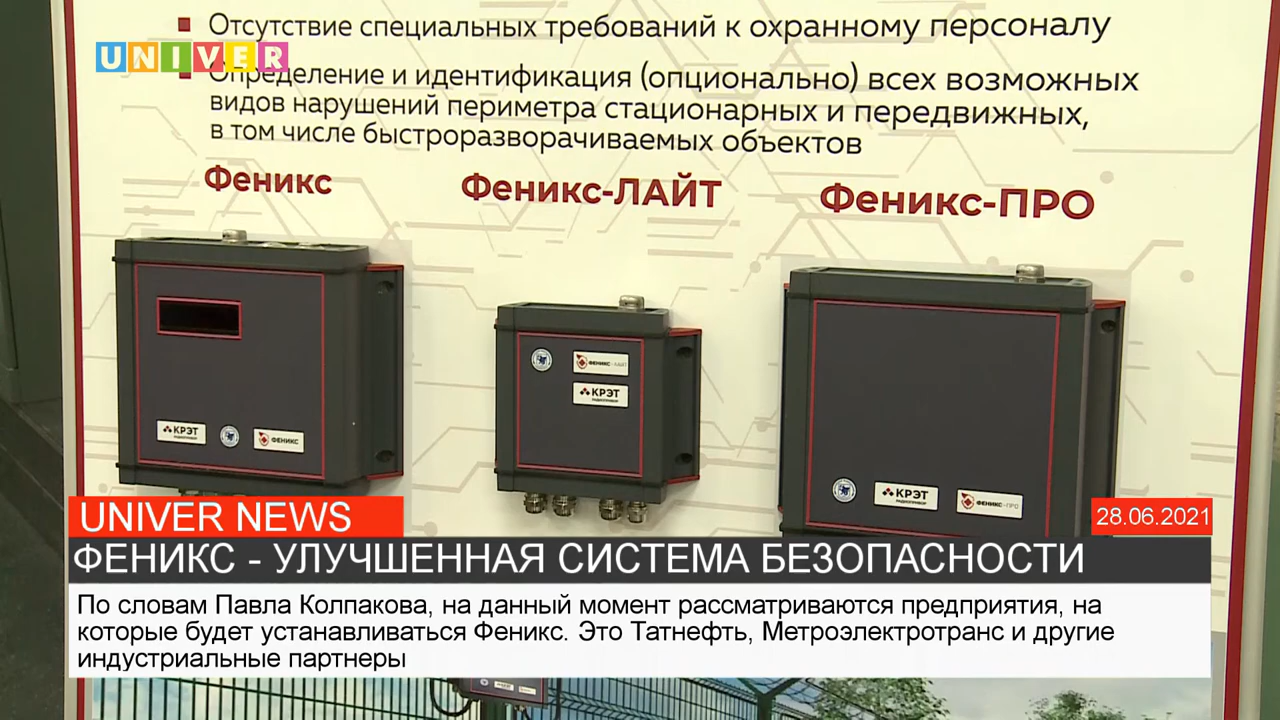 Отсутствие специальных требований к охранному персоналу
UNIVER
Определение и идентификация (опционально) всех возможных
видов нарушений периметра стационарных и передвижных,
в том числе быстроразворачиваемых объектов
Феникс
Феникс-ЛАЙТ
Феникс-ПРО
ФЕНИКС-ЛАЙТ
КРЭТ
РАДИОПРИБОР
КРЭТ
РАДИОПРИБОР
ФЕНИКС
КРЭТ
РАДИОПРИБОР
ФЕНИКС-ПРО
UNIVER NEWS
28.06.2021
ФЕНИКС - УЛУЧШЕННАЯ СИСТЕМА БЕЗОПАСНОСТИ
По словам Павла Колпакова, на данный момент рассматриваются предприятия, на
которые будет устанавливаться Феникс. Это Татнефть, Метроэлектротранс и другие
индустриальные партнеры